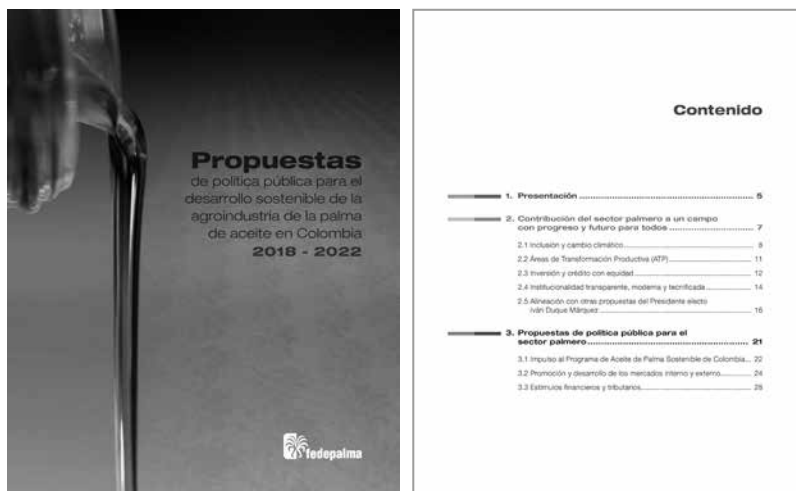 Propuestas
de política pública para el
desarrollo sostenible de la
agroindustria de la palma
de aceite en Colombia
2018 - 2022
fedepalma
Contenido
1. Presentación ............................................................ 5
2. Contribución del sector palmero a un campo
con progreso y futuro para todos ........................ 7
2.1 Inclusión y cambio climático ........................................ 8
2.2 Áreas de Transformación Productiva (ATP) ........................ 11
2.3 Inversión y crédito con equidad .................................... 12
2.4 Institucionalidad transparente, moderna y tecnificada .......... 14
2.5 Alineación con otras propuestas del Presidente electo
Iván Duque Márquez ................................................ 16
3. Propuestas de política pública para el
sector palmero ................................................ 21
3.1 Impulso al Programa de Aceite de Palma Sostenible de Colombia... 22
3.2 Promoción y desarrollo de los mercados interno y externo .......... 24
3.3 Estímulos financieros y tributarios .................................... 28